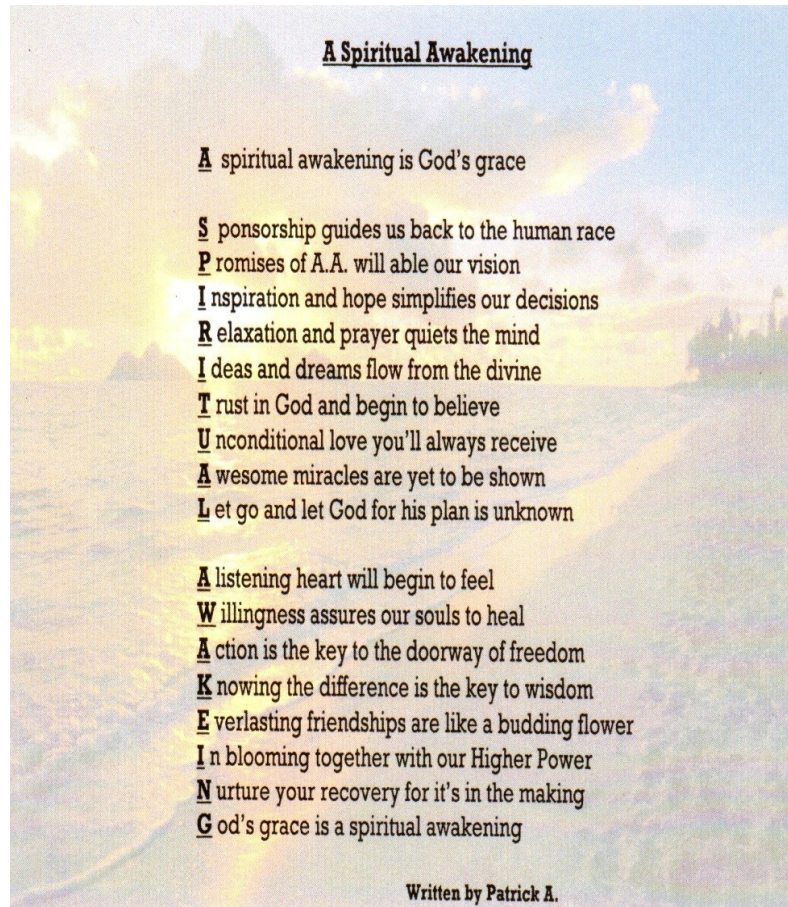 A Spiritual Awakening
A spiritual awakening is God's grace
S ponsorship guides us back to the human race
P romises of A.A. will able our vision
I nspiration and hope simplifies our decisions
R elaxation and prayer quiets the mind
I deas and dreams flow from the divine
T rust in God and begin to believe
U nconditional love you'll always receive
A wesome miracles are yet to be shown
L et go and let God for his plan is unknown
A listening heart will begin to feel
W illingness assures our souls to heal
A ction is the key to the doorway of freedom
K nowing the difference is the key to wisdom
E verlasting friendships are like a budding flower
I n blooming together with our Higher Power
N urture your recovery for it's in the making
G od's grace is a spiritual awakening
Written by Patrick A.